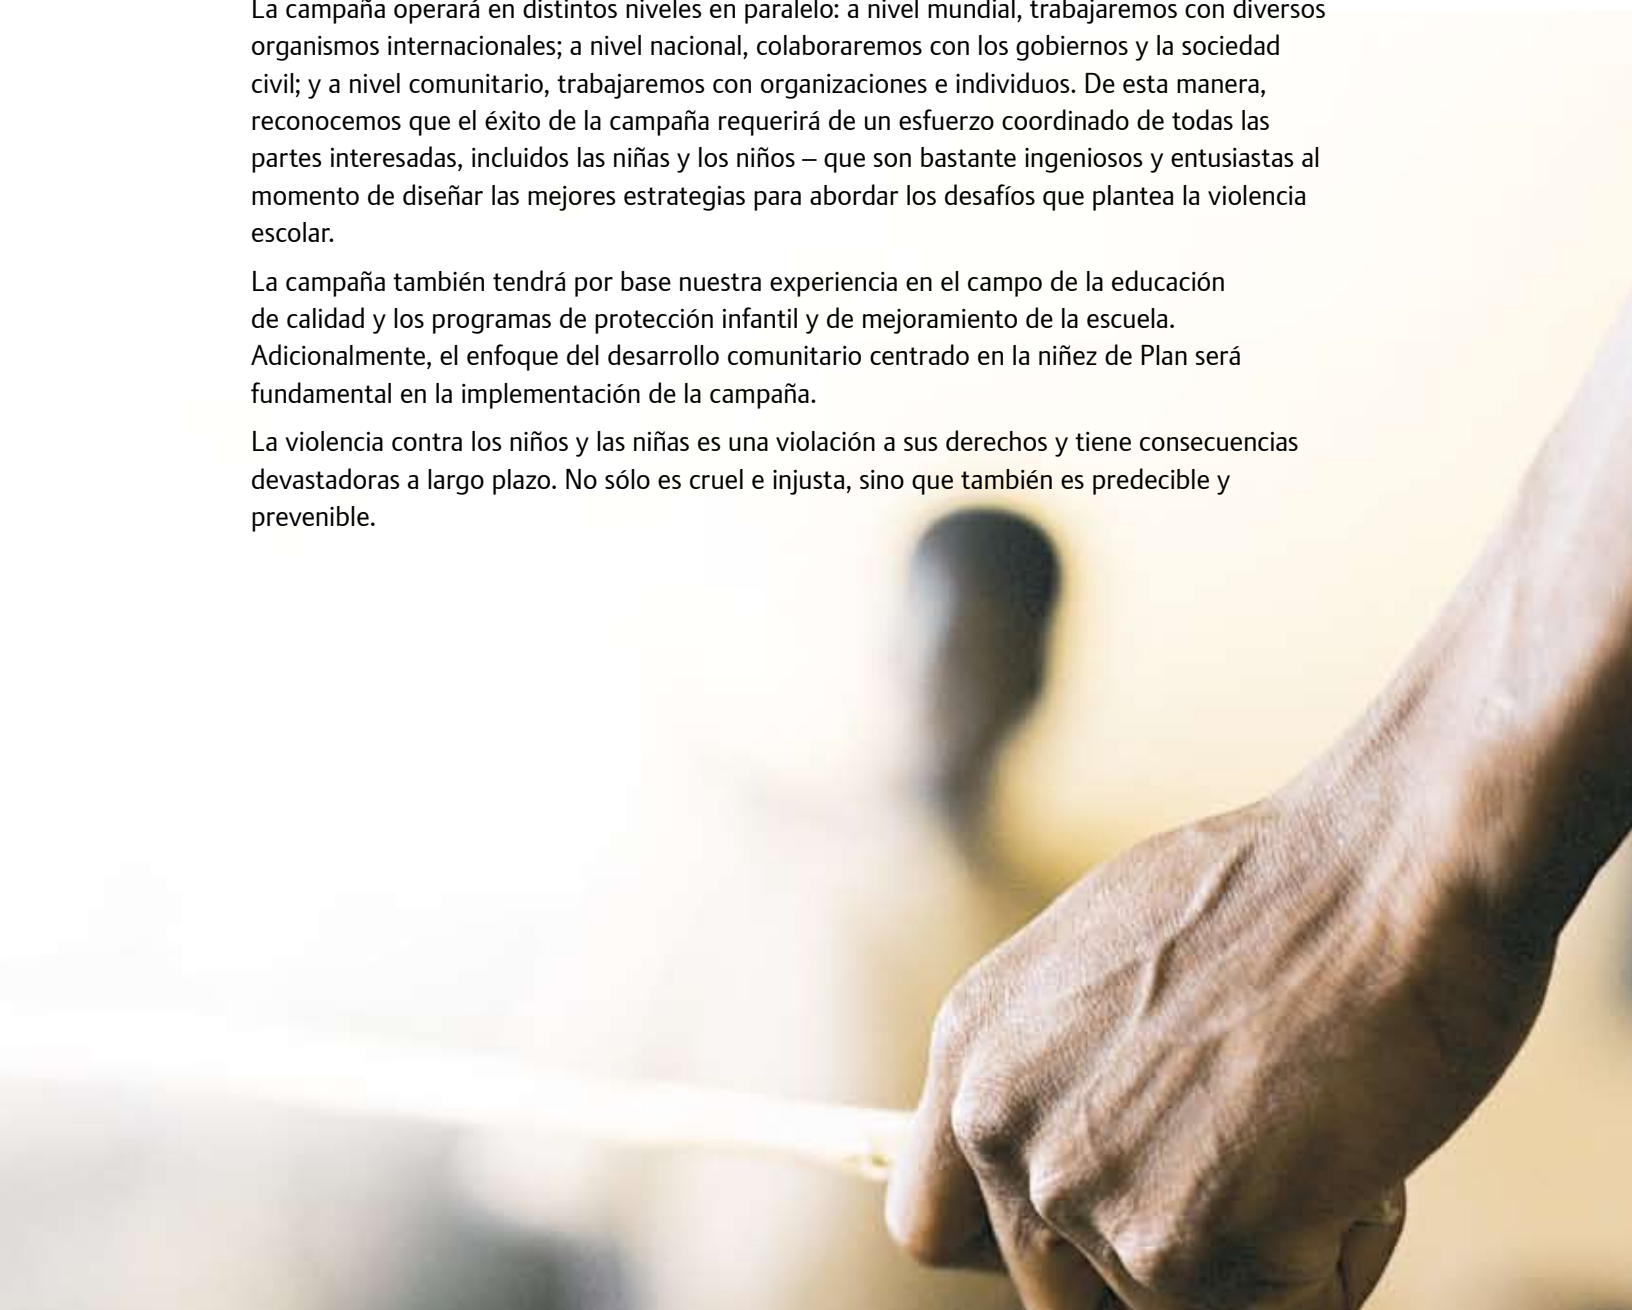 La campaña operará en distintos niveles en paralelo: a nivel mundial, trabajaremos con diversos
organismos internacionales; a nivel nacional, colaboraremos con los gobiernos y la sociedad
civil; y a nivel comunitario, trabajaremos con organizaciones e individuos. De esta manera,
reconocemos que el éxito de la campaña requerirá de un esfuerzo coordinado de todas las
partes interesadas, incluidos las niñas y los niños – que son bastante ingeniosos y entusiastas al
momento de diseñar las mejores estrategias para abordar los desafíos que plantea la violencia
escolar.
La campaña también tendrá por base nuestra experiencia en el campo de la educación
de calidad y los programas de protección infantil y de mejoramiento de la escuela.
Adicionalmente, el enfoque del desarrollo comunitario centrado en la niñez de Plan será
fundamental en la implementación de la campaña.
La violencia contra los niños y las niñas es una violación a sus derechos y tiene consecuencias
devastadoras a largo plazo. No sólo es cruel e injusta, sino que también es predecible y
prevenible.